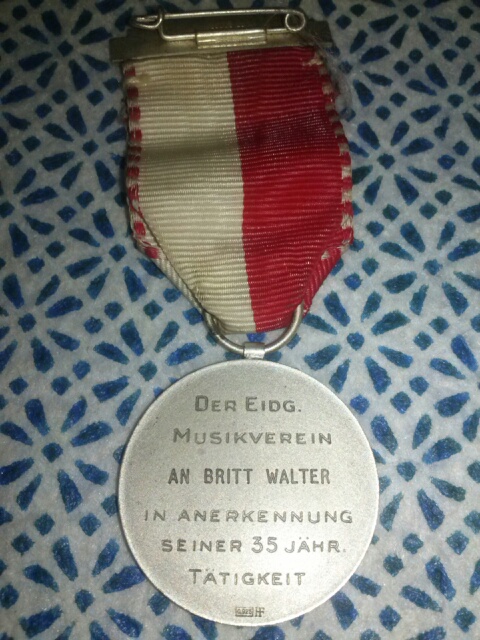 DER EIDG.
MUSIKVEREIN
AN BRITT WALTER
IN ANERKENNUNG
SEINER 35 JÄHR.
TÄTIGKEIT